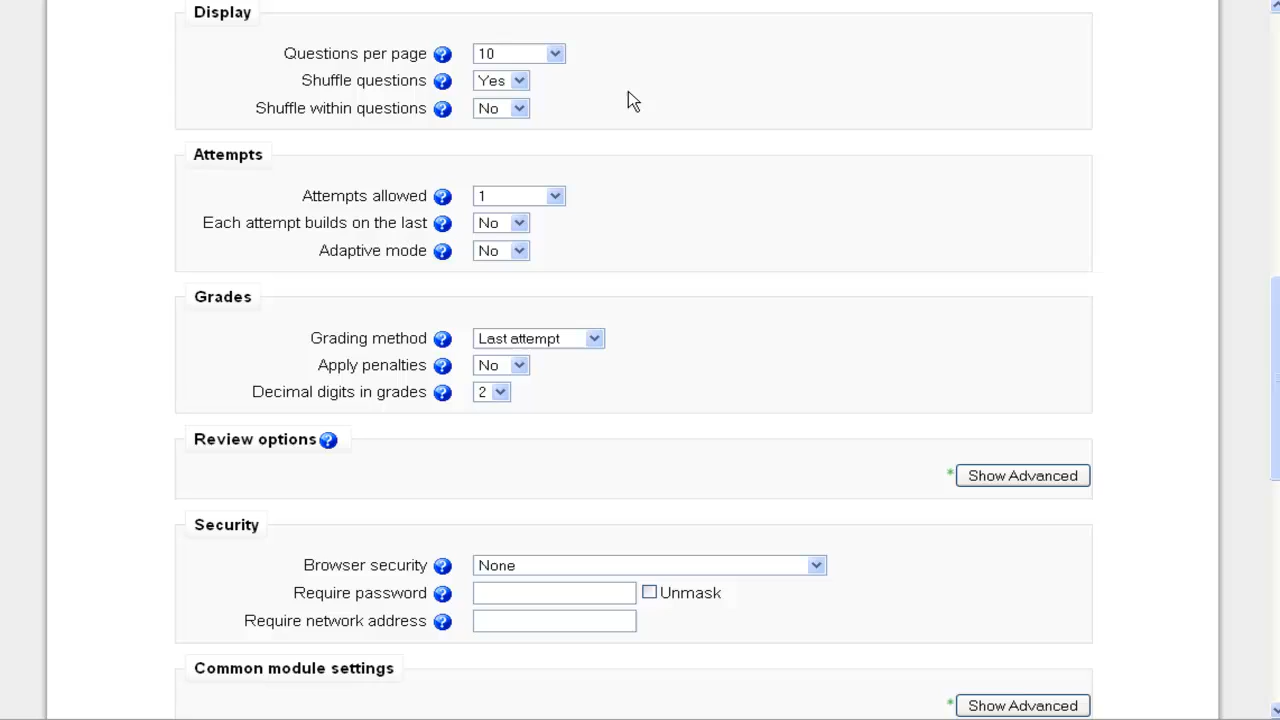 Display
Questions per page ? 10
Shuffle questions ? Yes
Shuffle within questions ? No
Attempts
Attempts allowed ? 1
Each attempt builds on the last ? No
Adaptive mode ? No
Grades
Grading method ? Last attempt
Apply penalties ? No
Decimal digits in grades ? 2
Review options ?
* Show Advanced
Security
Browser security ? None
Require password ? Unmask
Require network address ?
Common module settings
* Show Advanced